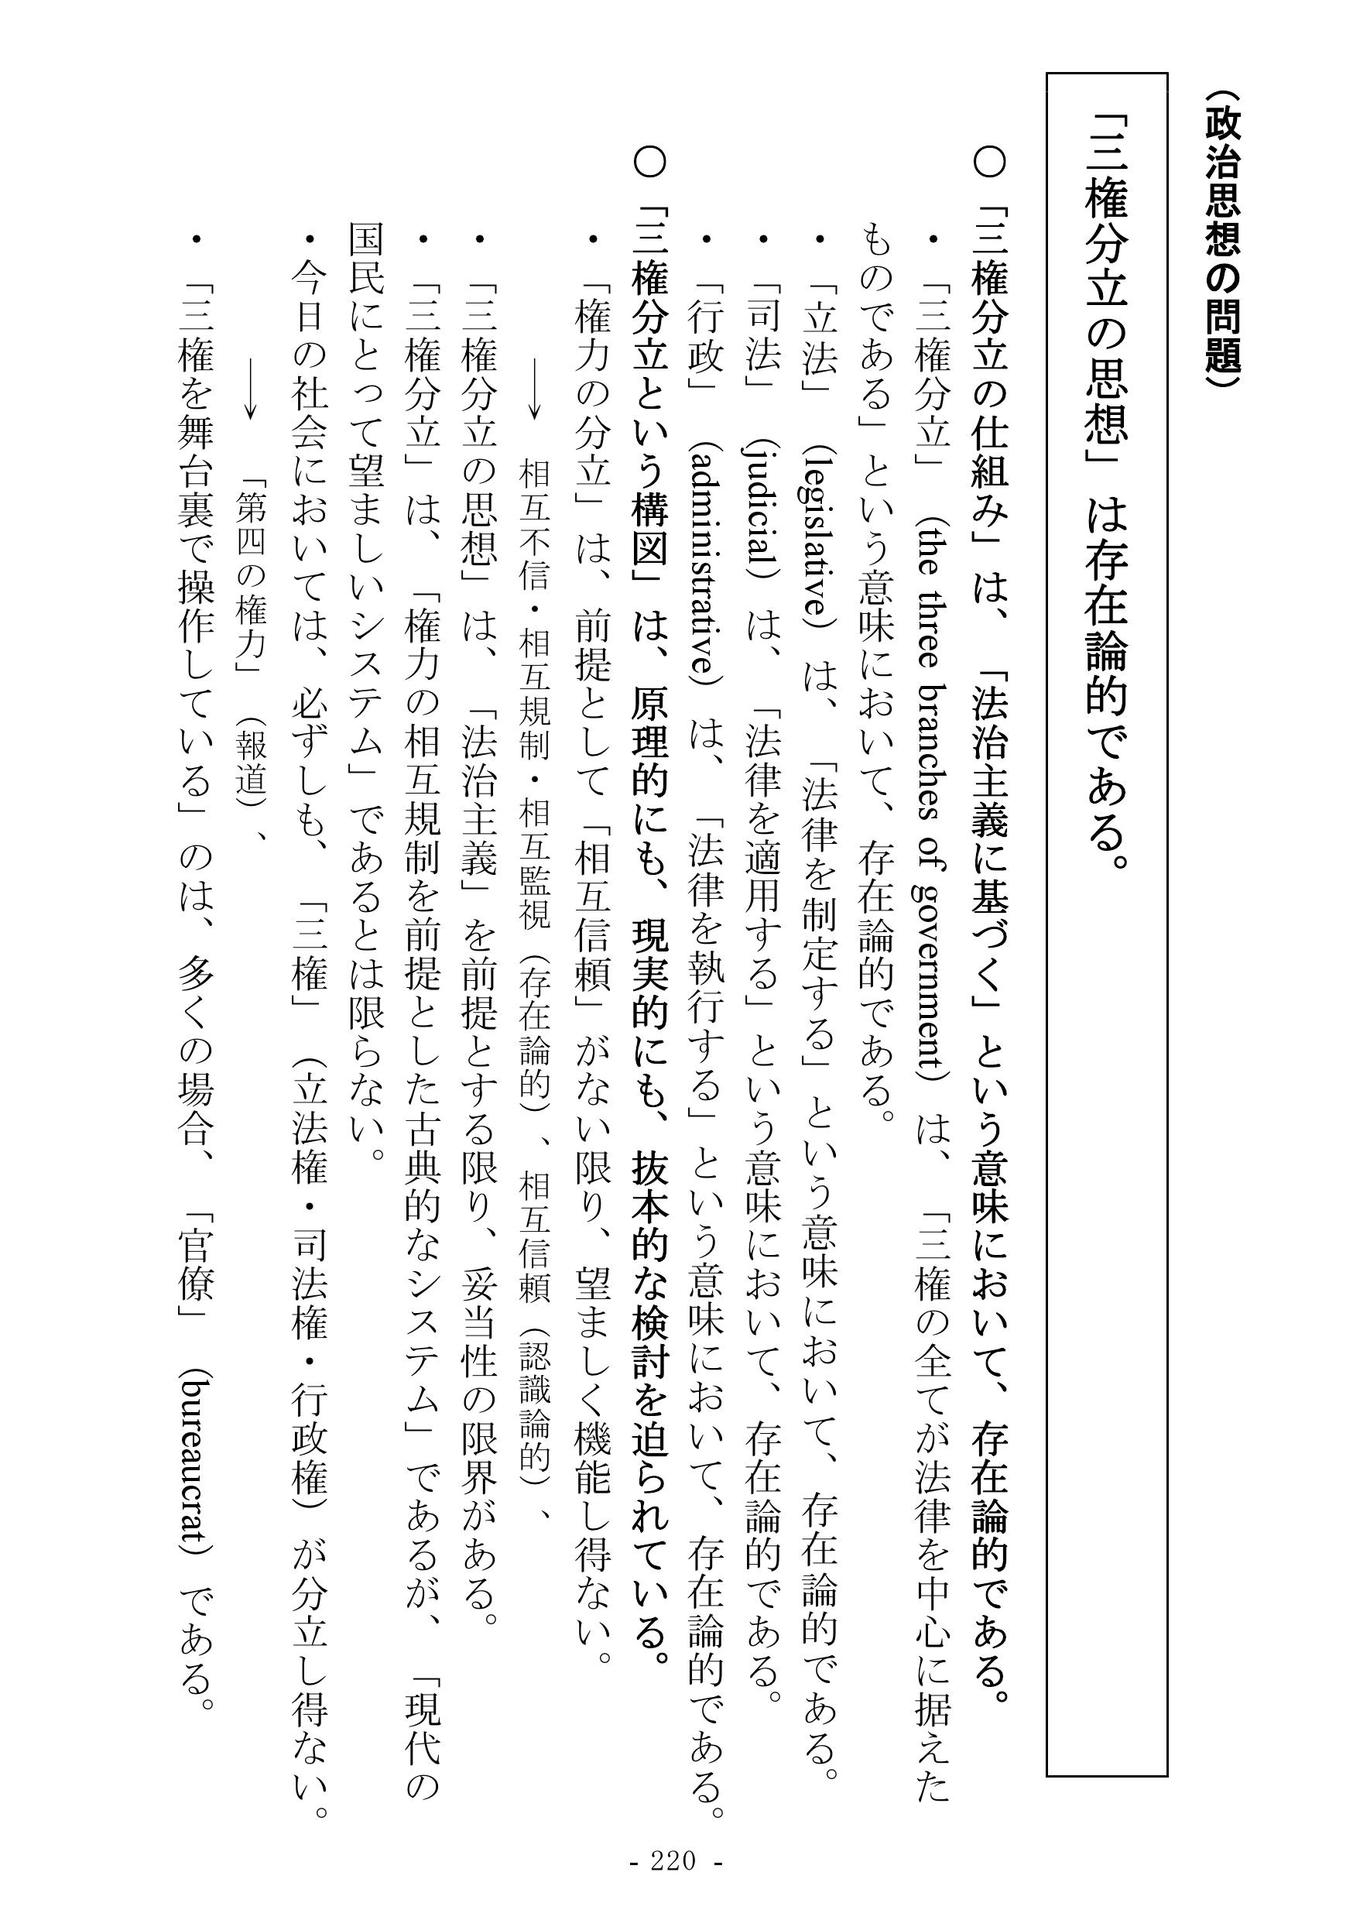 （政治思想の問題）
「三権分立の思想」は存在論的である。
○「三権分立の仕組み」は、「法治主義に基づく」という意味において、存在論的である。
・「三権分立」（the three branches of government）は、「三権の全てが法律を中心に据えた
ものである」という意味において、存在論的である。
・「立法」（legislative）は、「法律を制定する」という意味において、存在論的である。
・「司法」（judicial）は、「法律を適用する」という意味において、存在論的である。
・「行政」（administrative）は、「法律を執行する」という意味において、存在論的である。
○「三権分立という構図」は、原理的にも、現実的にも、抜本的な検討を迫られている。
・「権力の分立」は、前提として「相互信頼」がない限り、望ましく機能し得ない。
→ 相互不信・相互規制・相互監視（存在論的）、相互信頼（認識論的）、
・「三権分立の思想」は、「法治主義」を前提とする限り、妥当性の限界がある。
・「三権分立」は、「権力の相互規制を前提とした古典的なシステム」であるが、「現代の
国民にとって望ましいシステム」であるとは限らない。
・今日の社会においては、必ずしも、「三権」（立法権・司法権・行政権）が分立し得ない。
→ 「第四の権力」（報道）、
・「三権を舞台裏で操作している」のは、多くの場合、「官僚」（bureaucrat）である。
- 220 -